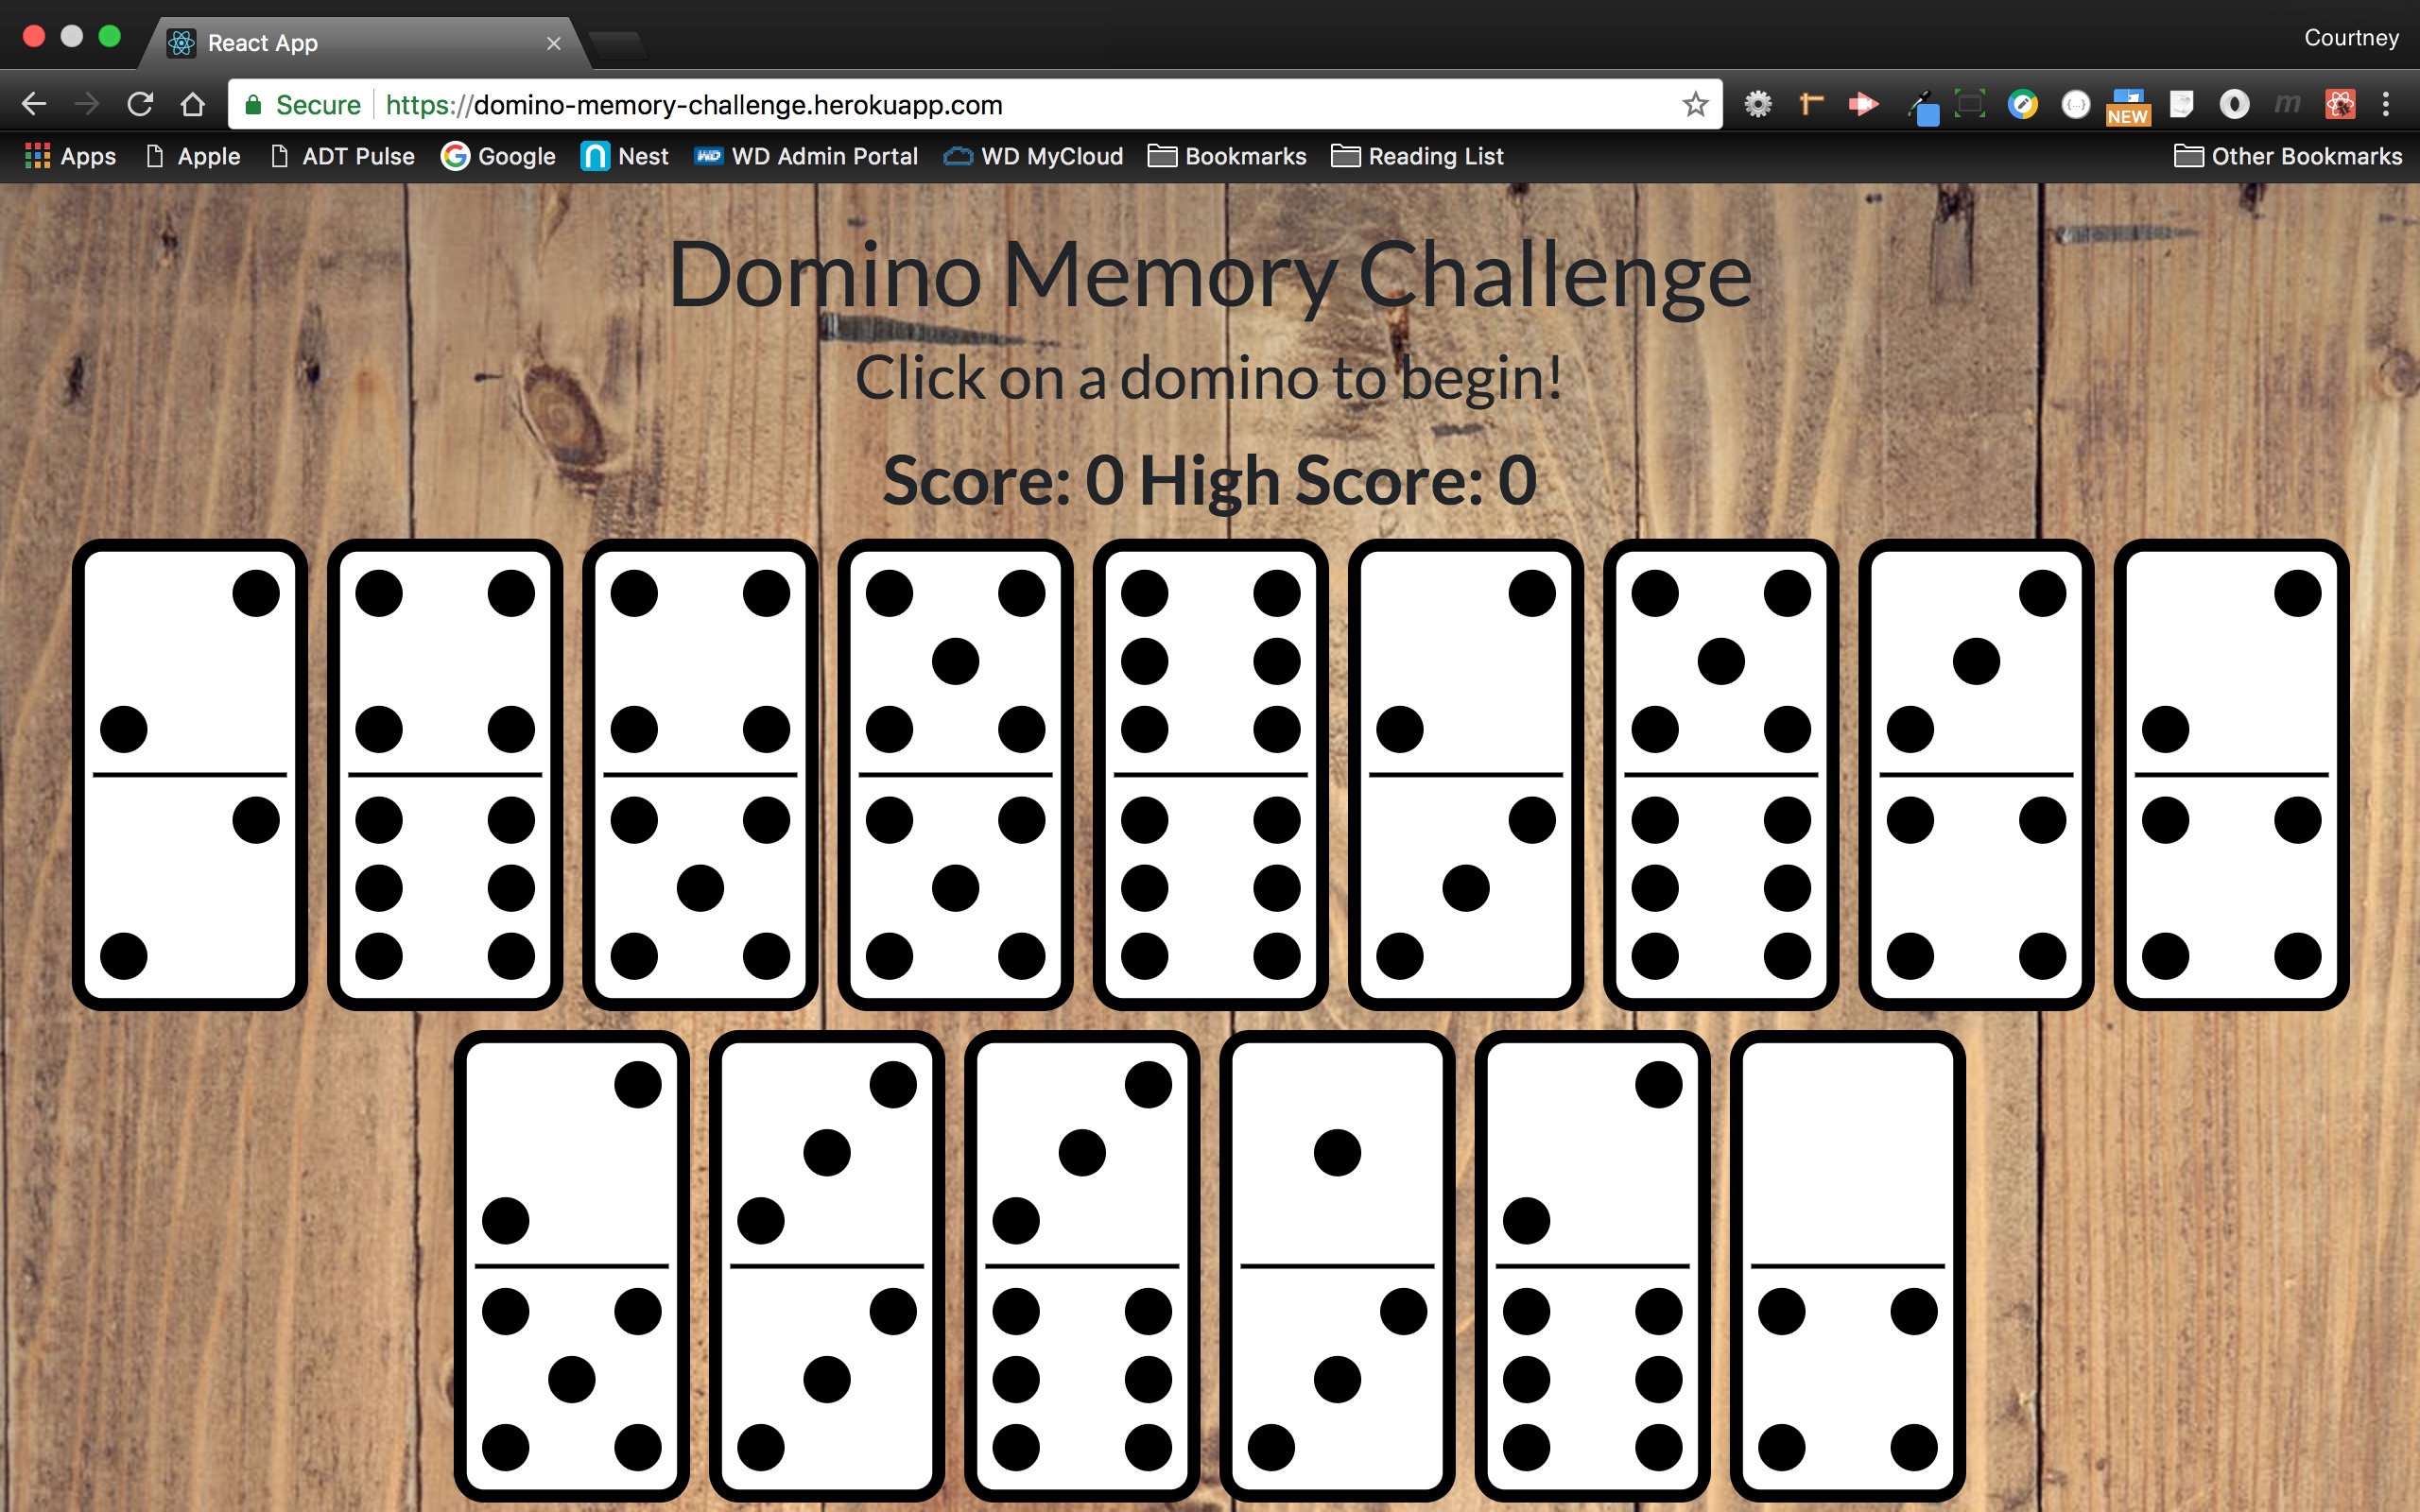 React App
Courtney
Secure https://domino-memory-challenge.herokuapp.com
{...}
NEW
m
Apps Apple ADT Pulse Google Nest WD WD Admin Portal WD MyCloud Bookmarks Reading List Other Bookmarks
Domino Memory Challenge
Click on a domino to begin!
Score: 0 High Score: 0